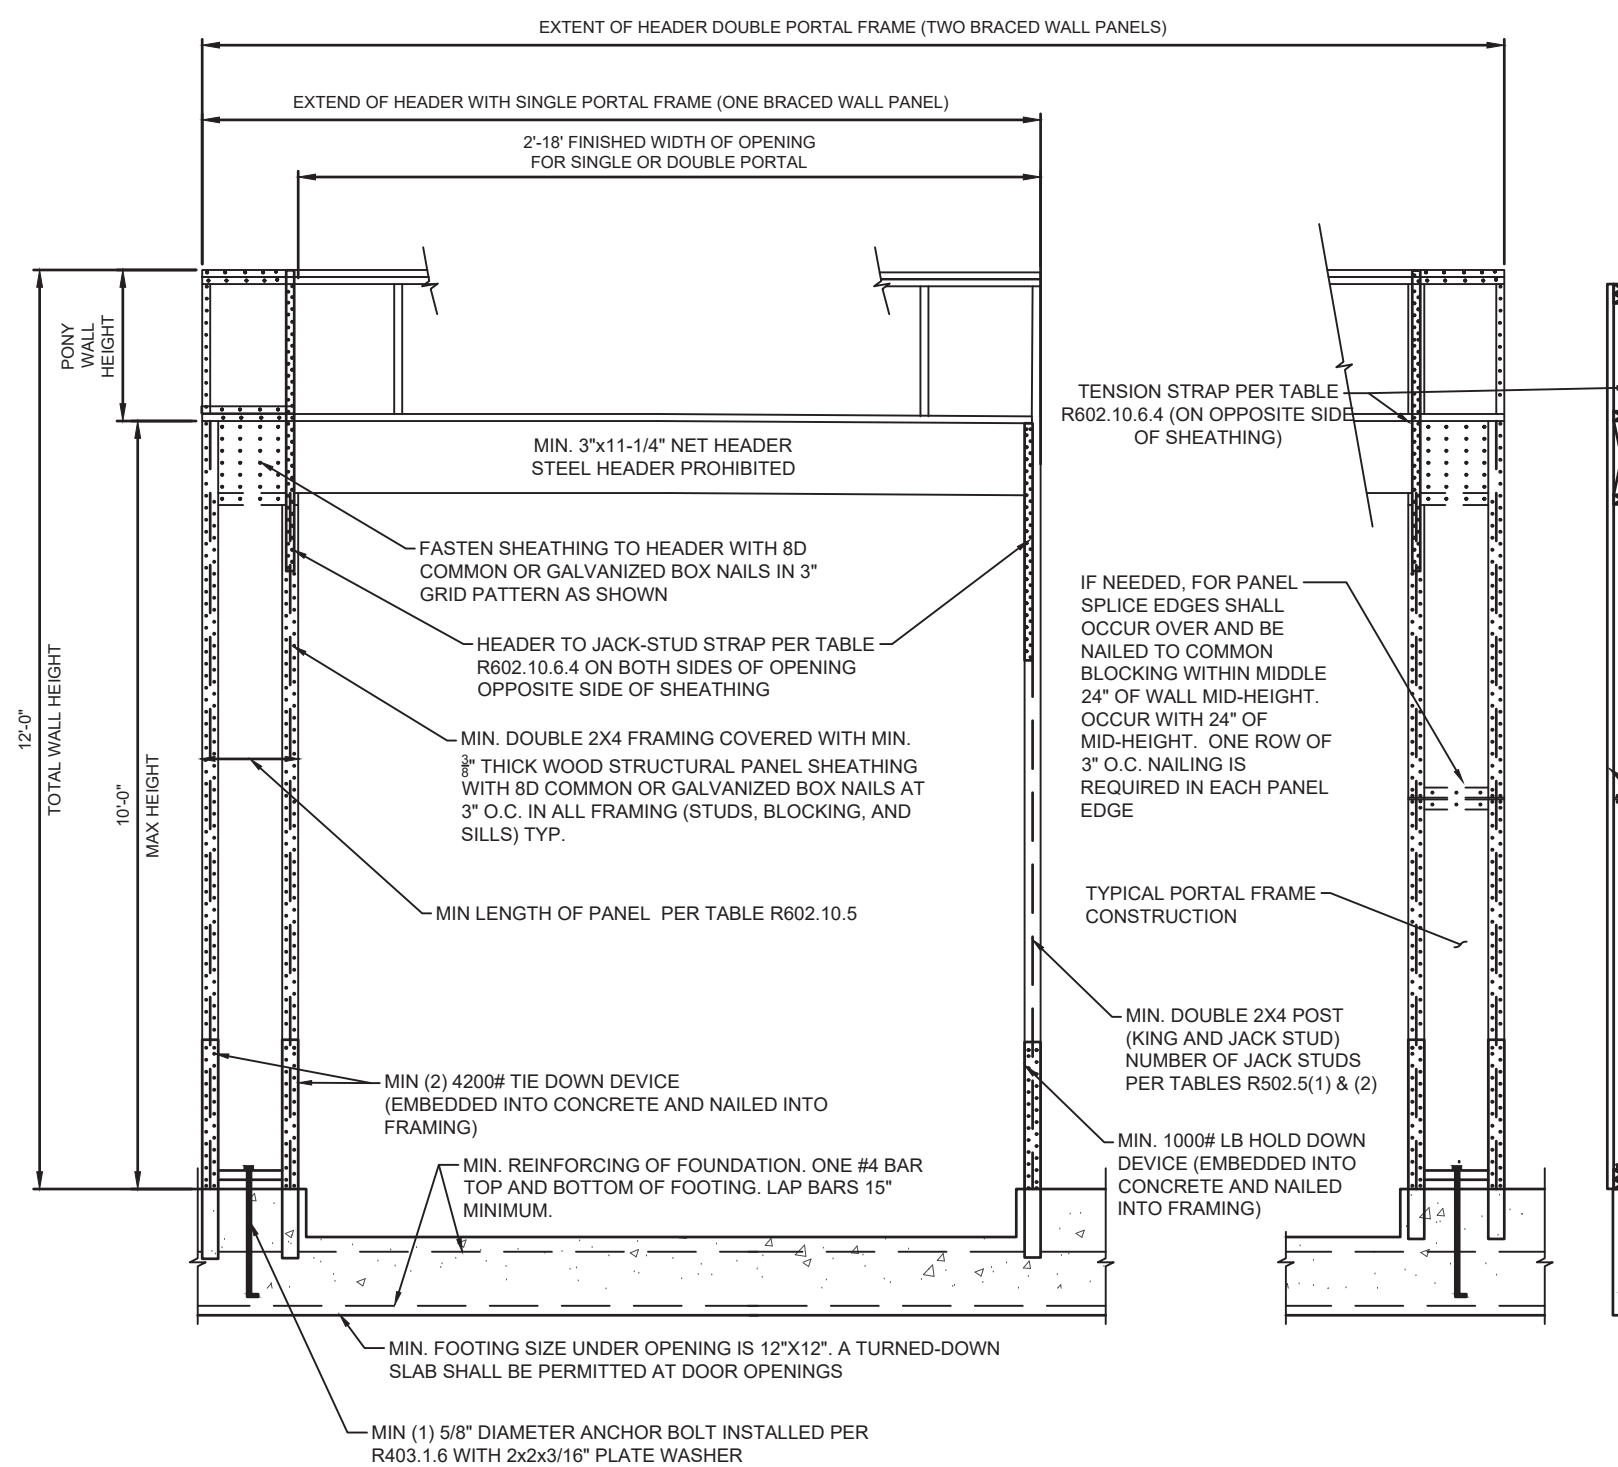 EXTENT OF HEADER DOUBLE PORTAL FRAME (TWO BRACED WALL PANELS)
EXTEND OF HEADER WITH SINGLE PORTAL FRAME (ONE BRACED WALL PANEL)
2'-18' FINISHED WIDTH OF OPENING
FOR SINGLE OR DOUBLE PORTAL
PONY
WALL
HEIGHT
12'-0"
TOTAL WALL HEIGHT
10'-0"
MAX HEIGHT
MIN. 3"x11-1/4" NET HEADER
STEEL HEADER PROHIBITED
TENSION STRAP PER TABLE
R602.10.6.4 (ON OPPOSITE SIDE
OF SHEATHING)
FASTEN SHEATHING TO HEADER WITH 8D
COMMON OR GALVANIZED BOX NAILS IN 3"
GRID PATTERN AS SHOWN
HEADER TO JACK-STUD STRAP PER TABLE
R602.10.6.4 ON BOTH SIDES OF OPENING
OPPOSITE SIDE OF SHEATHING
IF NEEDED, FOR PANEL
SPLICE EDGES SHALL
OCCUR OVER AND BE
NAILED TO COMMON
BLOCKING WITHIN MIDDLE
24" OF WALL MID-HEIGHT.
OCCUR WITH 24" OF
MID-HEIGHT.  ONE ROW OF
3" O.C. NAILING IS
REQUIRED IN EACH PANEL
EDGE
MIN. DOUBLE 2X4 FRAMING COVERED WITH MIN.
3/8" THICK WOOD STRUCTURAL PANEL SHEATHING
WITH 8D COMMON OR GALVANIZED BOX NAILS AT
3" O.C. IN ALL FRAMING (STUDS, BLOCKING, AND
SILLS) TYP.
MIN LENGTH OF PANEL  PER TABLE R602.10.5
TYPICAL PORTAL FRAME
CONSTRUCTION
MIN. DOUBLE 2X4 POST
(KING AND JACK STUD)
NUMBER OF JACK STUDS
PER TABLES R502.5(1) & (2)
MIN (2) 4200# TIE DOWN DEVICE
(EMBEDDED INTO CONCRETE AND NAILED INTO
FRAMING)
MIN. 1000# LB HOLD DOWN
DEVICE (EMBEDDED INTO
CONCRETE AND NAILED
INTO FRAMING)
MIN. REINFORCING OF FOUNDATION. ONE #4 BAR
TOP AND BOTTOM OF FOOTING. LAP BARS 15"
MINIMUM.
MIN. FOOTING SIZE UNDER OPENING IS 12"X12". A TURNED-DOWN
SLAB SHALL BE PERMITTED AT DOOR OPENINGS
MIN (1) 5/8" DIAMETER ANCHOR BOLT INSTALLED PER
R403.1.6 WITH 2x2x3/16" PLATE WASHER